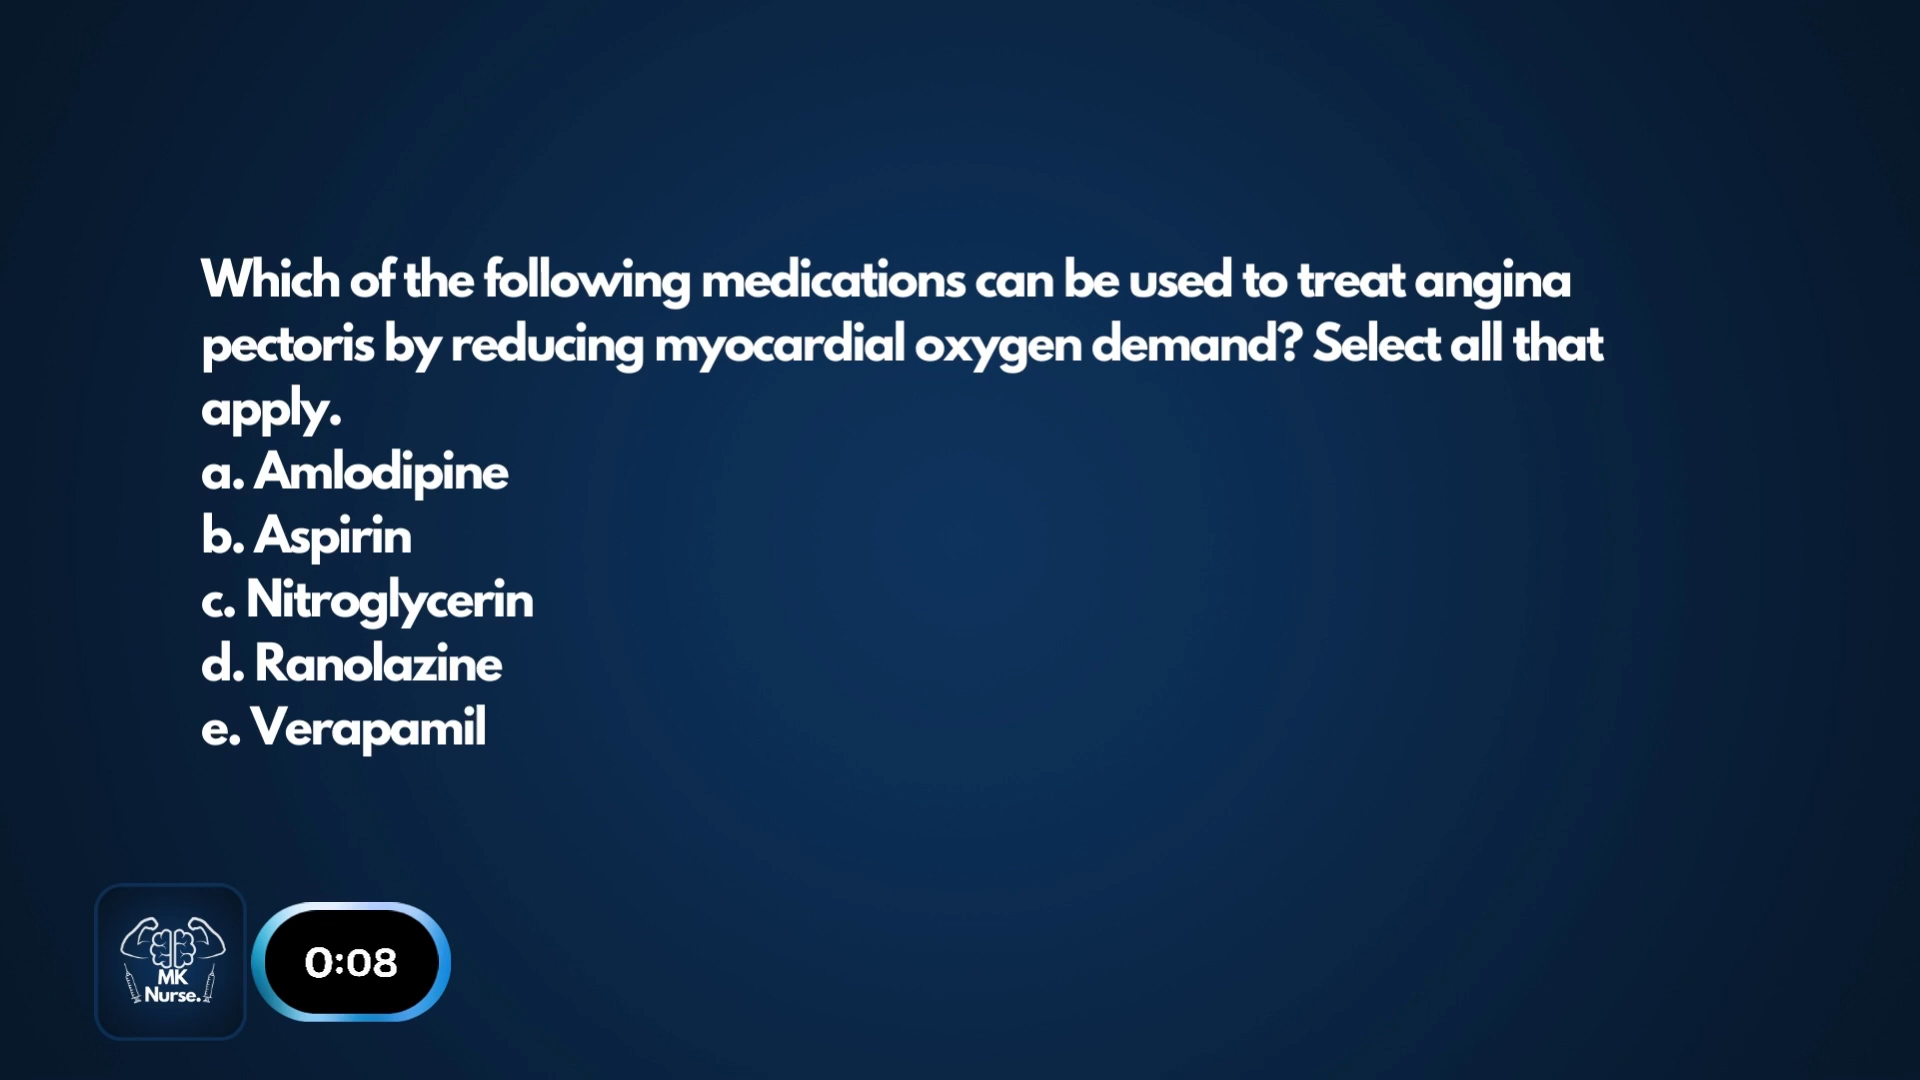 Which of the following medications can be used to treat angina
pectoris by reducing myocardial oxygen demand? Select all that
apply.
a. Amlodipine
b. Aspirin
c. Nitroglycerin
d. Ranolazine
e. Verapamil
MK
Nurse.
0:08